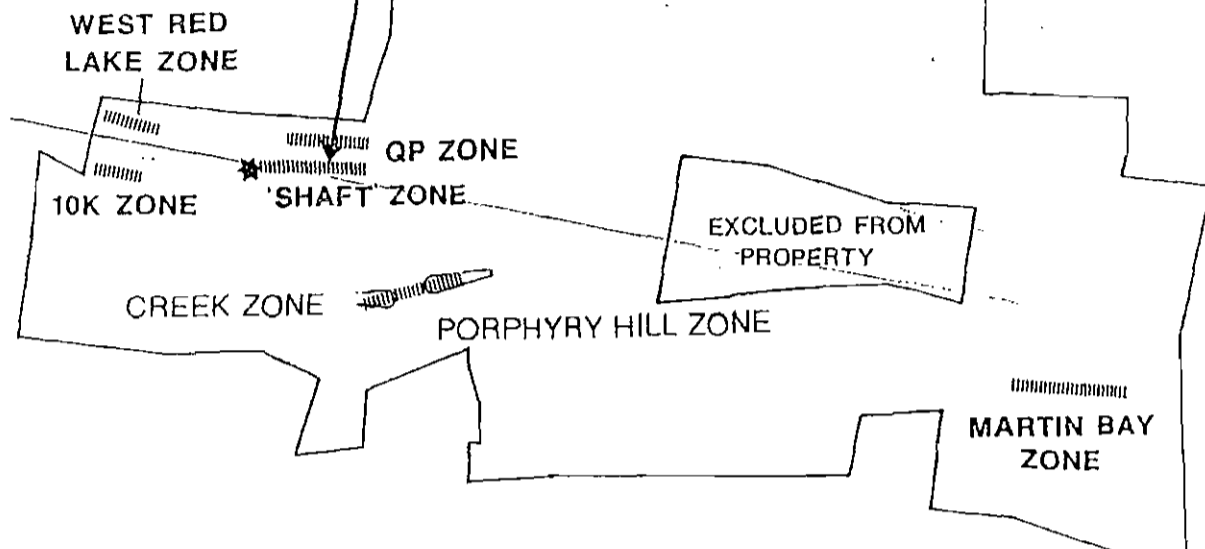 WEST RED
LAKE ZONE
QP ZONE
10K ZONE
'SHAFT' ZONE
EXCLUDED FROM
PROPERTY
CREEK ZONE
PORPHYRY HILL ZONE
MARTIN BAY
ZONE